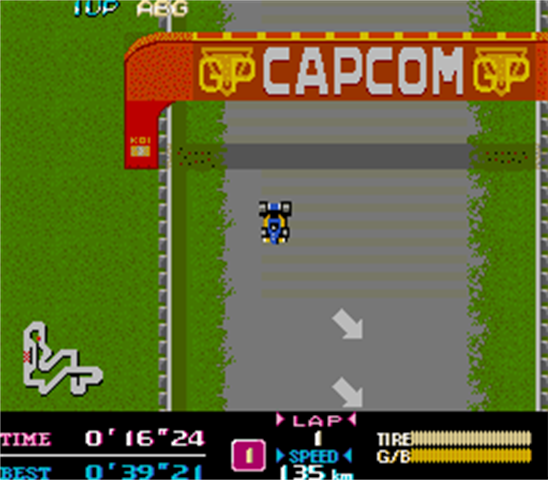 1UP ABG
GP CAPCOM GP
LAP
1
TIME 0'16"24
1
SPEED
TIRE
G/B
BEST 0'39"21
135 km